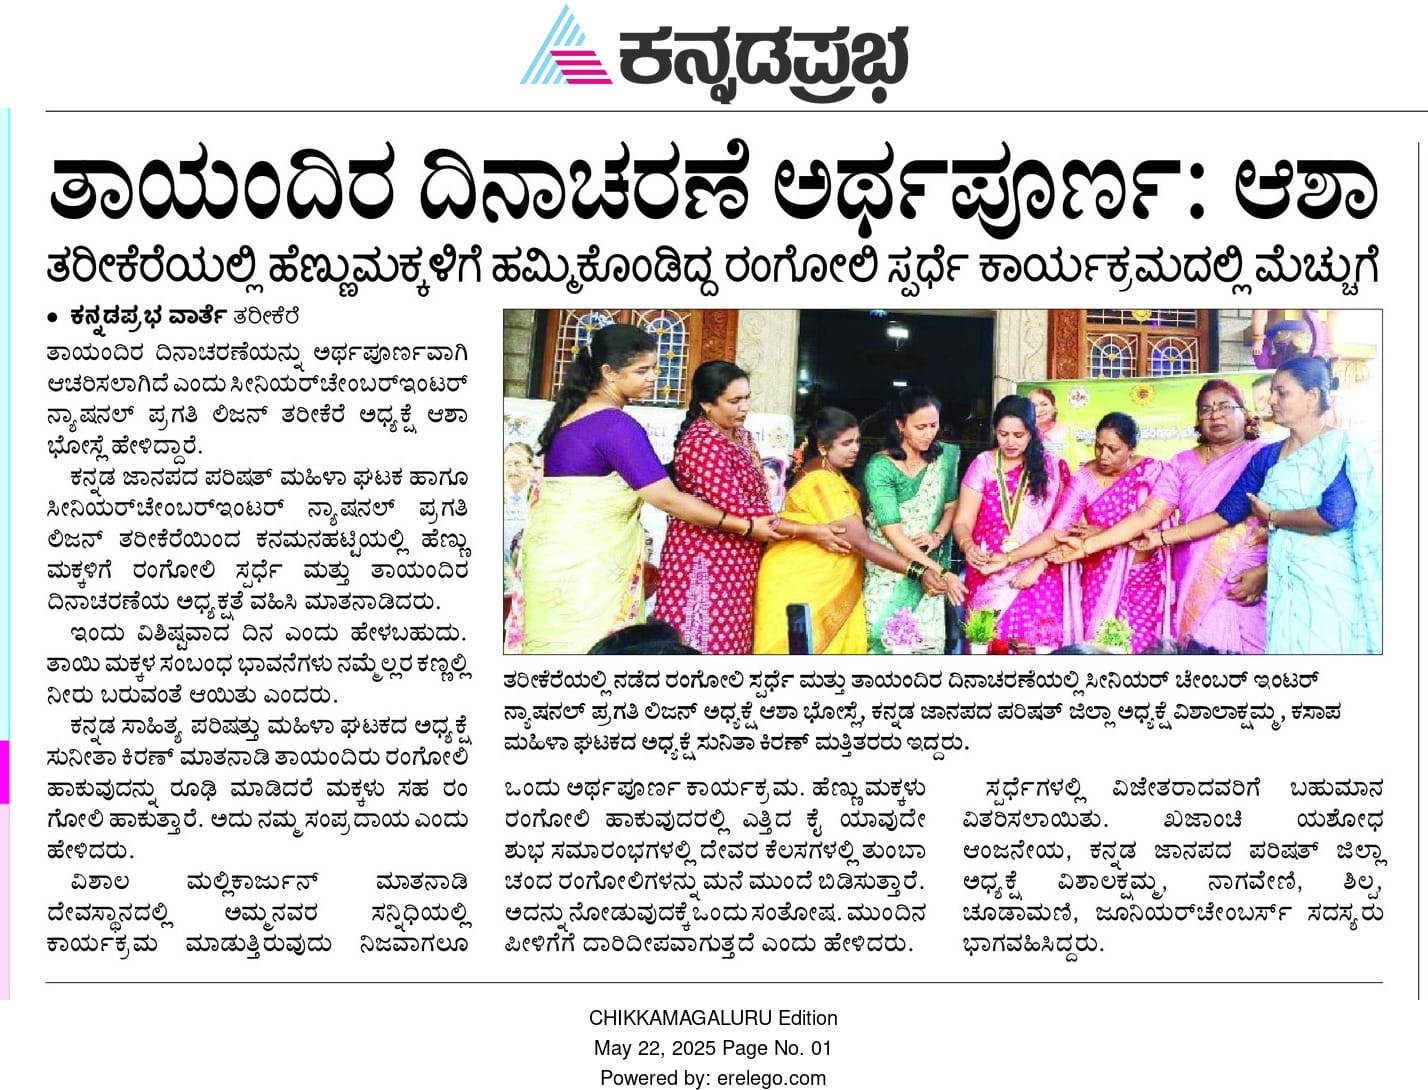 ಕನ್ನಡಪ್ರಭ
ತಾಯಂದಿರ ದಿನಾಚರಣೆ ಅರ್ಥಪೂರ್ಣ: ಆಶಾ
ತರೀಕೆರೆಯಲ್ಲಿ ಹೆಣ್ಣುಮಕ್ಕಳಿಗೆ ಹಮ್ಮಿಕೊಂಡಿದ್ದ ರಂಗೋಲಿ ಸ್ಪರ್ಧೆ ಕಾರ್ಯಕ್ರಮದಲ್ಲಿ ಮೆಚ್ಚುಗೆ
• ಕನ್ನಡಪ್ರಭ ವಾರ್ತೆ ತರೀಕೆರೆ
ತಾಯಂದಿರ ದಿನಾಚರಣೆಯನ್ನು ಅರ್ಥಪೂರ್ಣವಾಗಿ
ಆಚರಿಸಲಾಗಿದೆ ಎಂದು ಸೀನಿಯರ್‌ಚೇಂಬರ್‌ಇಂಟರ್
ನ್ಯಾಷನಲ್ ಪ್ರಗತಿ ಲಿಜನ್ ತರೀಕೆರೆ ಅಧ್ಯಕ್ಷೆ ಆಶಾ
ಭೋಸ್ಲೆ ಹೇಳಿದ್ದಾರೆ.
ಕನ್ನಡ ಜಾನಪದ ಪರಿಷತ್ ಮಹಿಳಾ ಘಟಕ ಹಾಗೂ
ಸೀನಿಯರ್‌ಚೇಂಬರ್‌ಇಂಟರ್ ನ್ಯಾಷನಲ್ ಪ್ರಗತಿ
ಲಿಜನ್ ತರೀಕೆರೆಯಿಂದ ಕನಮನಹಟ್ಟಿಯಲ್ಲಿ ಹೆಣ್ಣು
ಮಕ್ಕಳಿಗೆ ರಂಗೋಲಿ ಸ್ಪರ್ಧೆ ಮತ್ತು ತಾಯಂದಿರ
ದಿನಾಚರಣೆಯ ಅಧ್ಯಕ್ಷತೆ ವಹಿಸಿ ಮಾತನಾಡಿದರು.
ಇಂದು ವಿಶಿಷ್ಟವಾದ ದಿನ ಎಂದು ಹೇಳಬಹುದು.
ತಾಯಿ ಮಕ್ಕಳ ಸಂಬಂಧ ಭಾವನೆಗಳು ನಮ್ಮೆಲ್ಲರ ಕಣ್ಣಲ್ಲಿ
ನೀರು ಬರುವಂತೆ ಆಯಿತು ಎಂದರು.
ಕನ್ನಡ ಸಾಹಿತ್ಯ ಪರಿಷತ್ತು ಮಹಿಳಾ ಘಟಕದ ಅಧ್ಯಕ್ಷೆ
ಸುನೀತಾ ಕಿರಣ್ ಮಾತನಾಡಿ ತಾಯಂದಿರು ರಂಗೋಲಿ
ಹಾಕುವುದನ್ನು ರೂಢಿ ಮಾಡಿದರೆ ಮಕ್ಕಳು ಸಹ ರಂ
ಗೋಲಿ ಹಾಕುತ್ತಾರೆ. ಅದು ನಮ್ಮ ಸಂಪ್ರದಾಯ ಎಂದು
ಹೇಳಿದರು.
ವಿಶಾಲ ಮಲ್ಲಿಕಾರ್ಜುನ್ ಮಾತನಾಡಿ
ದೇವಸ್ಥಾನದಲ್ಲಿ ಅಮ್ಮನವರ ಸನ್ನಿಧಿಯಲ್ಲಿ
ಕಾರ್ಯಕ್ರಮ ಮಾಡುತ್ತಿರುವುದು ನಿಜವಾಗಲೂ
ತರೀಕೆರೆಯಲ್ಲಿ ನಡೆದ ರಂಗೋಲಿ ಸ್ಪರ್ಧೆ ಮತ್ತು ತಾಯಂದಿರ ದಿನಾಚರಣೆಯಲ್ಲಿ ಸೀನಿಯರ್ ಚೇಂಬರ್ ಇಂಟರ್
ನ್ಯಾಷನಲ್ ಪ್ರಗತಿ ಲಿಜನ್ ಅಧ್ಯಕ್ಷೆ ಆಶಾ ಭೋಸ್ಲೆ, ಕನ್ನಡ ಜಾನಪದ ಪರಿಷತ್ ಜಿಲ್ಲಾ ಅಧ್ಯಕ್ಷೆ ವಿಶಾಲಾಕ್ಷಮ್ಮ, ಕಸಾಪ
ಮಹಿಳಾ ಘಟಕದ ಅಧ್ಯಕ್ಷೆ ಸುನಿತಾ ಕಿರಣ್ ಮತ್ತಿತರರು ಇದ್ದರು.
ಒಂದು ಅರ್ಥಪೂರ್ಣ ಕಾರ್ಯಕ್ರಮ. ಹೆಣ್ಣು ಮಕ್ಕಳು
ರಂಗೋಲಿ ಹಾಕುವುದರಲ್ಲಿ ಎತ್ತಿದ ಕೈ ಯಾವುದೇ
ಶುಭ ಸಮಾರಂಭಗಳಲ್ಲಿ ದೇವರ ಕೆಲಸಗಳಲ್ಲಿ ತುಂಬಾ
ಚಂದ ರಂಗೋಲಿಗಳನ್ನು ಮನೆ ಮುಂದೆ ಬಿಡಿಸುತ್ತಾರೆ.
ಅದನ್ನು ನೋಡುವುದಕ್ಕೆ ಒಂದು ಸಂತೋಷ. ಮುಂದಿನ
ಪೀಳಿಗೆಗೆ ದಾರಿದೀಪವಾಗುತ್ತದೆ ಎಂದು ಹೇಳಿದರು.
ಸ್ಪರ್ಧೆಗಳಲ್ಲಿ ವಿಜೇತರಾದವರಿಗೆ ಬಹುಮಾನ
ವಿತರಿಸಲಾಯಿತು. ಖಜಾಂಚಿ ಯಶೋಧ
ಆಂಜನೇಯ, ಕನ್ನಡ ಜಾನಪದ ಪರಿಷತ್ ಜಿಲ್ಲಾ
ಅಧ್ಯಕ್ಷೆ ವಿಶಾಲಕ್ಷಮ್ಮ, ನಾಗವೇಣಿ, ಶಿಲ್ಪ,
ಚೂಡಾಮಣಿ, ಜೂನಿಯರ್‌ಚೇಂಬರ್ಸ್ ಸದಸ್ಯರು
ಭಾಗವಹಿಸಿದ್ದರು.
CHIKKAMAGALURU Edition
May 22, 2025 Page No. 01
Powered by: erelego.com